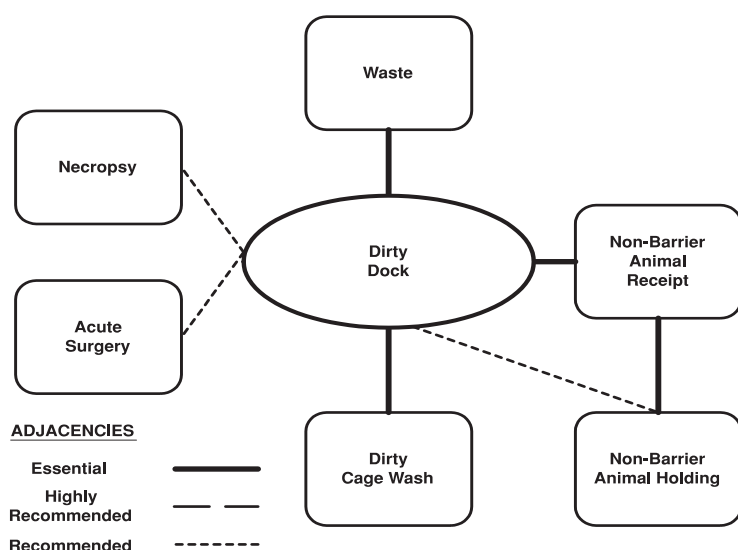 Waste
Necropsy
Dirty
Dock
Non-Barrier
Animal
Receipt
Acute
Surgery
Dirty
Cage Wash
Non-Barrier
Animal Holding
ADJACENCIES
Essential
Highly
Recommended
Recommended